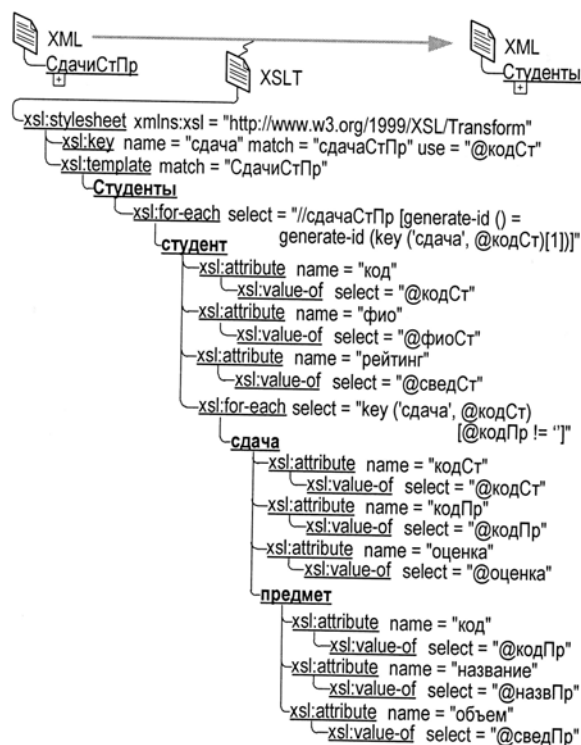 XML
СдачиСтПр
XSLT
XML
Студенты
xsl:stylesheet xmlns:xsl = "http://www.w3.org/1999/XSL/Transform"
xsl:key name = "сдача" match = "сдачаСтПр" use = "@кодСт"
xsl:template match = "СдачиСтПр"
Студенты
xsl:for-each select = "//сдачаСтПр [generate-id () =
generate-id (key ('сдача', @кодСт)[1])]"
студент
xsl:attribute name = "код"
xsl:value-of select = "@кодСт"
xsl:attribute name = "фио"
xsl:value-of select = "@фиоСт"
xsl:attribute name = "рейтинг"
xsl:value-of select = "@сведСт"
xsl:for-each select = "key ('сдача', @кодСт)
[@кодПр != '']"
сдача
xsl:attribute name = "кодСт"
xsl:value-of select = "@кодСт"
xsl:attribute name = "кодПр"
xsl:value-of select = "@кодПр"
xsl:attribute name = "оценка"
xsl:value-of select = "@оценка"
предмет
xsl:attribute name = "код"
xsl:value-of select = "@кодПр"
xsl:attribute name = "название"
xsl:value-of select = "@назвПр"
xsl:attribute name = "объем"
xsl:value-of select = "@сведПр"